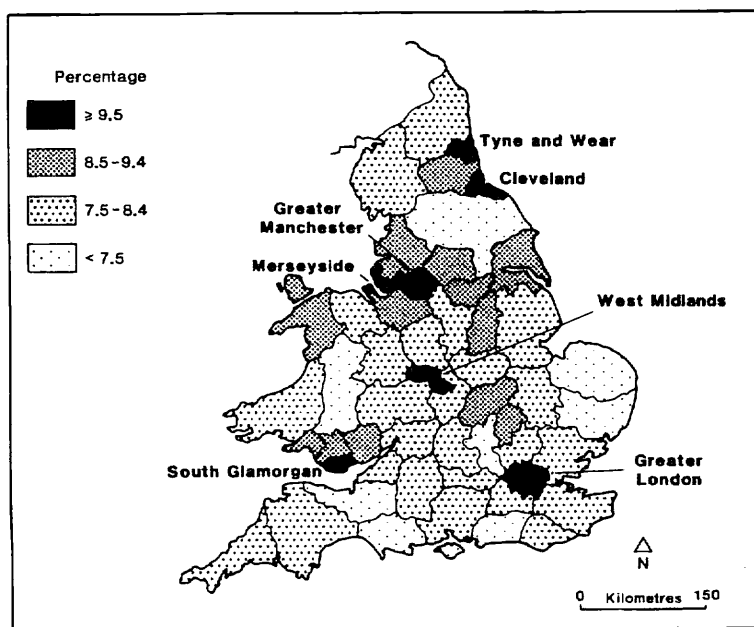 Percentage
≥ 9.5
8.5-9.4
7.5-8.4
< 7.5
Tyne and Wear
Cleveland
Greater
Manchester
Merseyside
West Midlands
South Glamorgan
Greater
London
N
0 Kilometres 150